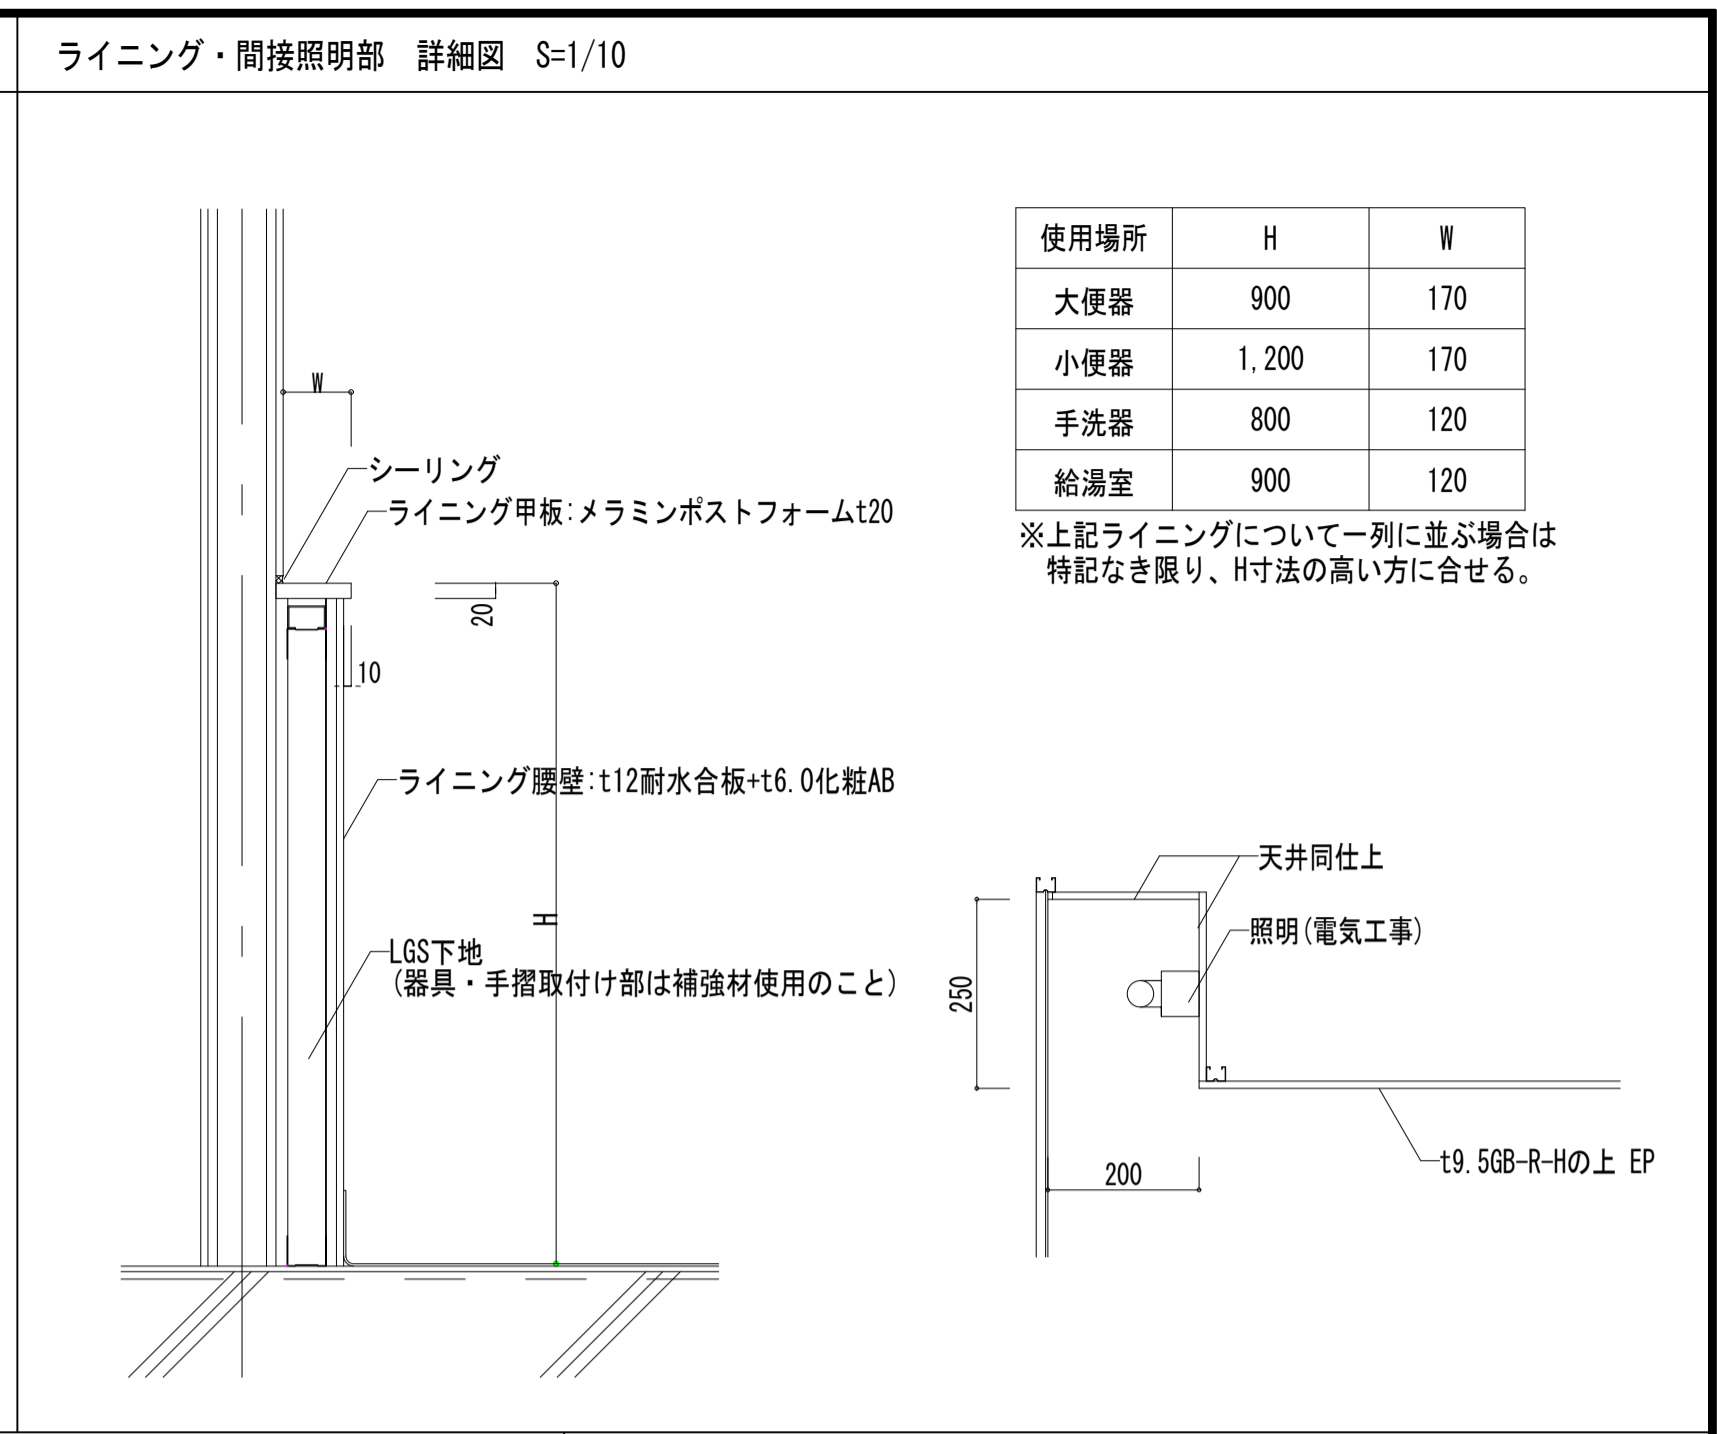 ライニング・間接照明部　詳細図　S=1/10
使用場所 H W
大便器 900 170
小便器 1,200 170
手洗器 800 120
給湯室 900 120
※上記ライニングについて一列に並ぶ場合は
特記なき限り、H寸法の高い方に合せる。
W
シーリング
ライニング甲板:メラミンポストフォームt20
20
10
ライニング腰壁:t12耐水合板+t6.0化粧AB
H
LGS下地
(器具・手摺取付け部は補強材使用のこと)
天井同仕上
照明(電気工事)
250
200
t9.5GB-R-Hの上 EP